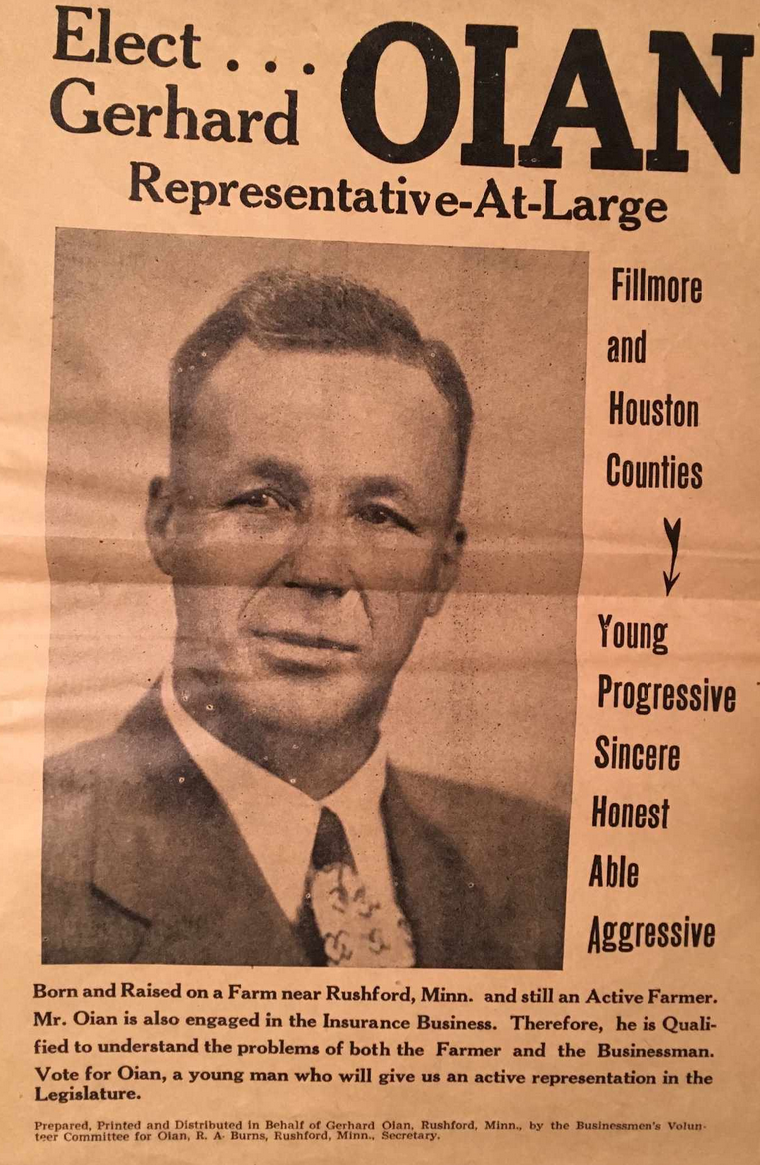 Elect . . .
Gerhard
OIAN
Representative-At-Large
Fillmore
and
Houston
Counties
Young
Progressive
Sincere
Honest
Able
Aggressive
Born and Raised on a Farm near Rushford, Minn. and still an Active Farmer.
Mr. Oian is also engaged in the Insurance Business. Therefore, he is Quali-
fied to understand the problems of both the Farmer and the Businessman.
Vote for Oian, a young man who will give us an active representation in the
Legislature.
Prepared, Printed and Distributed in Behalf of Gerhard Oian, Rushford, Minn., by the Businessmen's Volun-
teer Committee for Oian, R. A. Burns, Rushford, Minn., Secretary.